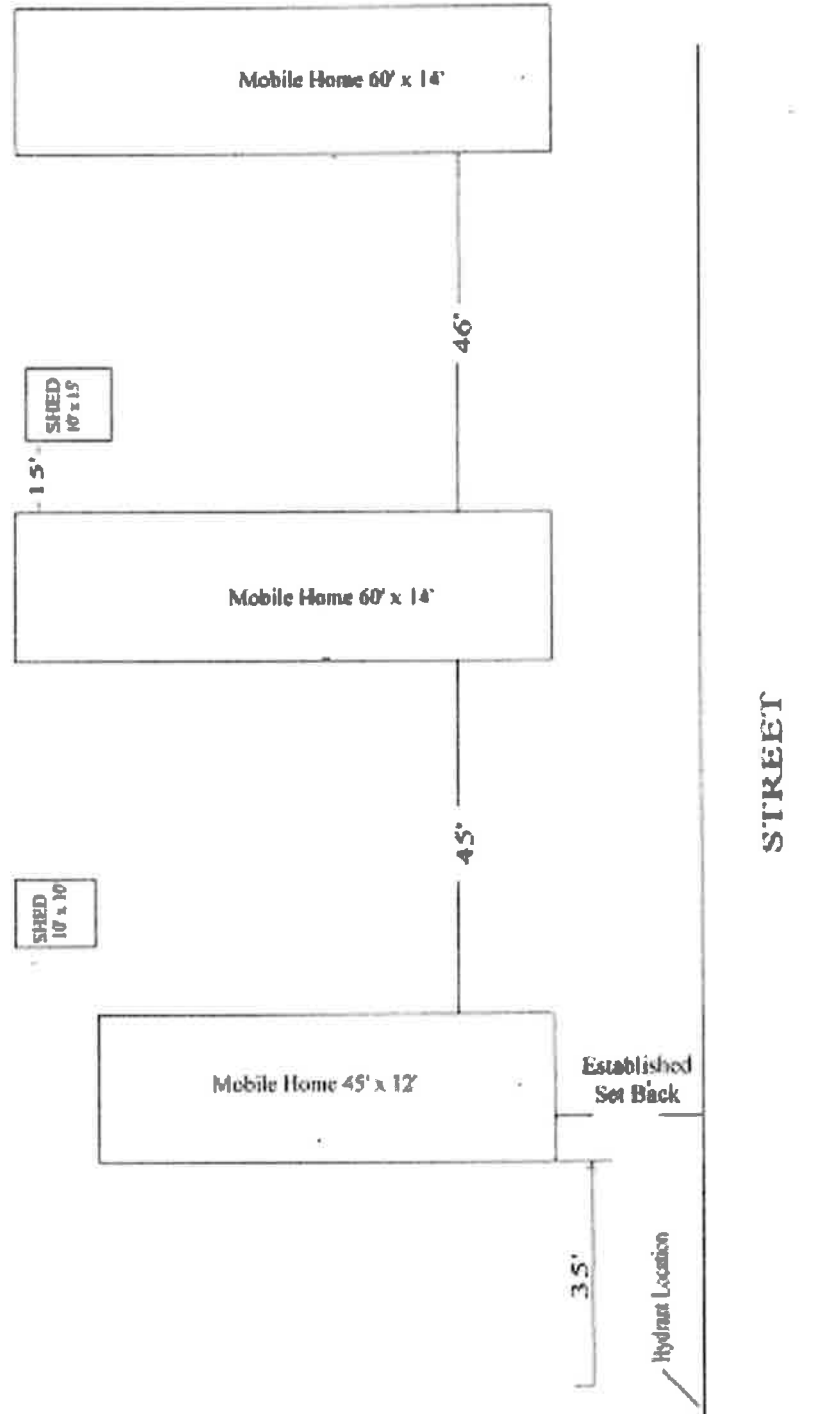 Mobile Home 60' x 14'
46'
SHED
10' x 15'
15'
Mobile Home 60' x 14'
STREET
45'
SHED
10' x 10'
Mobile Home 45' x 12'
Established
Set Back
35'
Hydrant Location